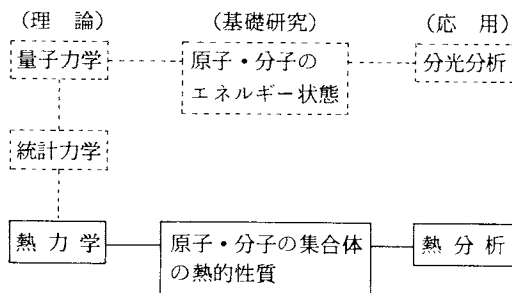 （理　論）　（基礎研究）　（応　用）
量子力学　原子・分子の　分光分析
エネルギー状態
統計力学
熱力学　原子・分子の集合体　熱分析
の熱的性質